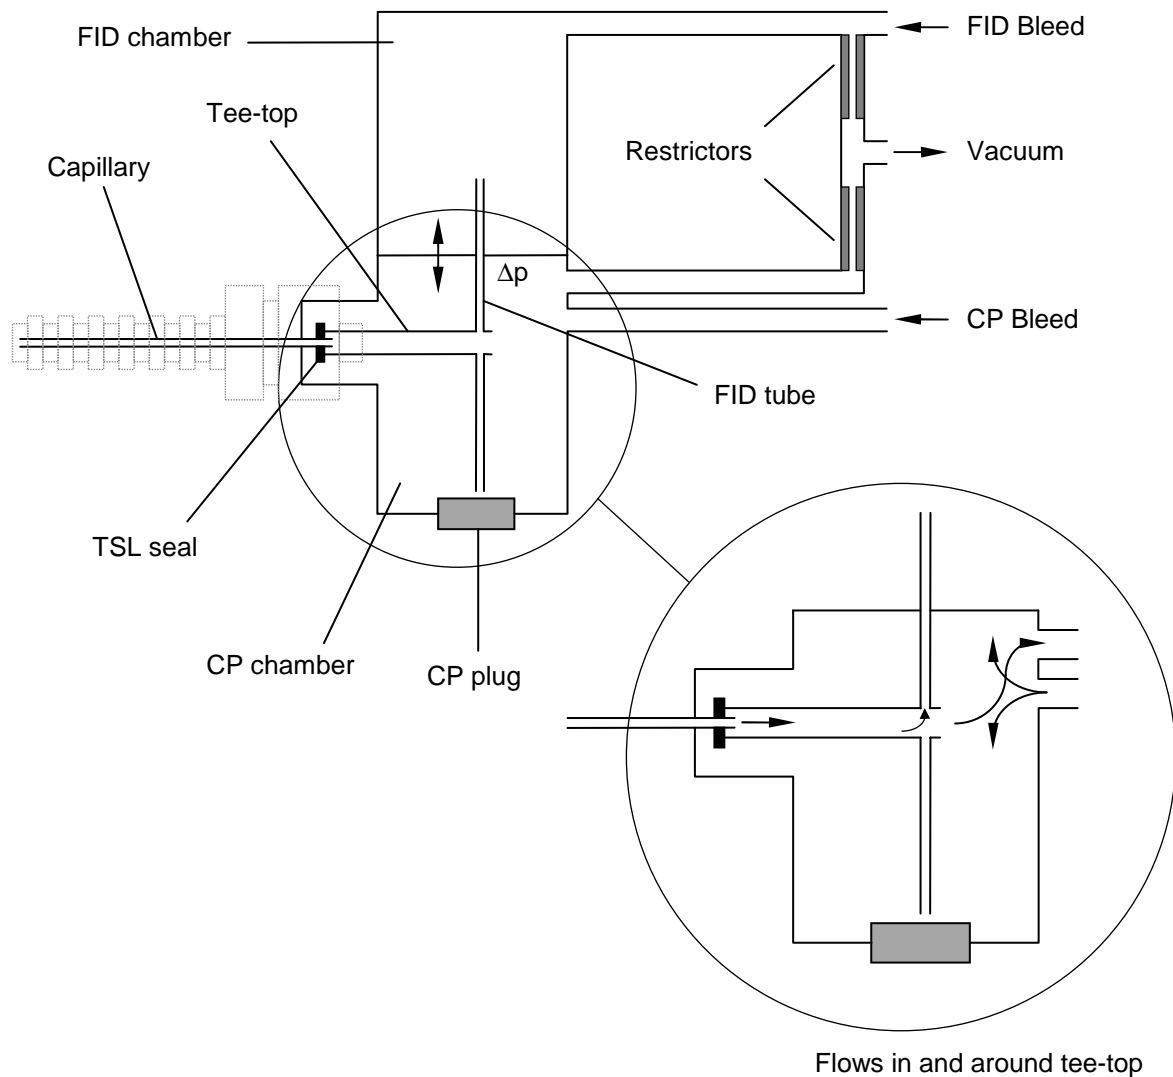 FID chamber
FID Bleed
Tee-top
Capillary
Restrictors
Vacuum
Δp
CP Bleed
FID tube
TSL seal
CP chamber
CP plug
Flows in and around tee-top